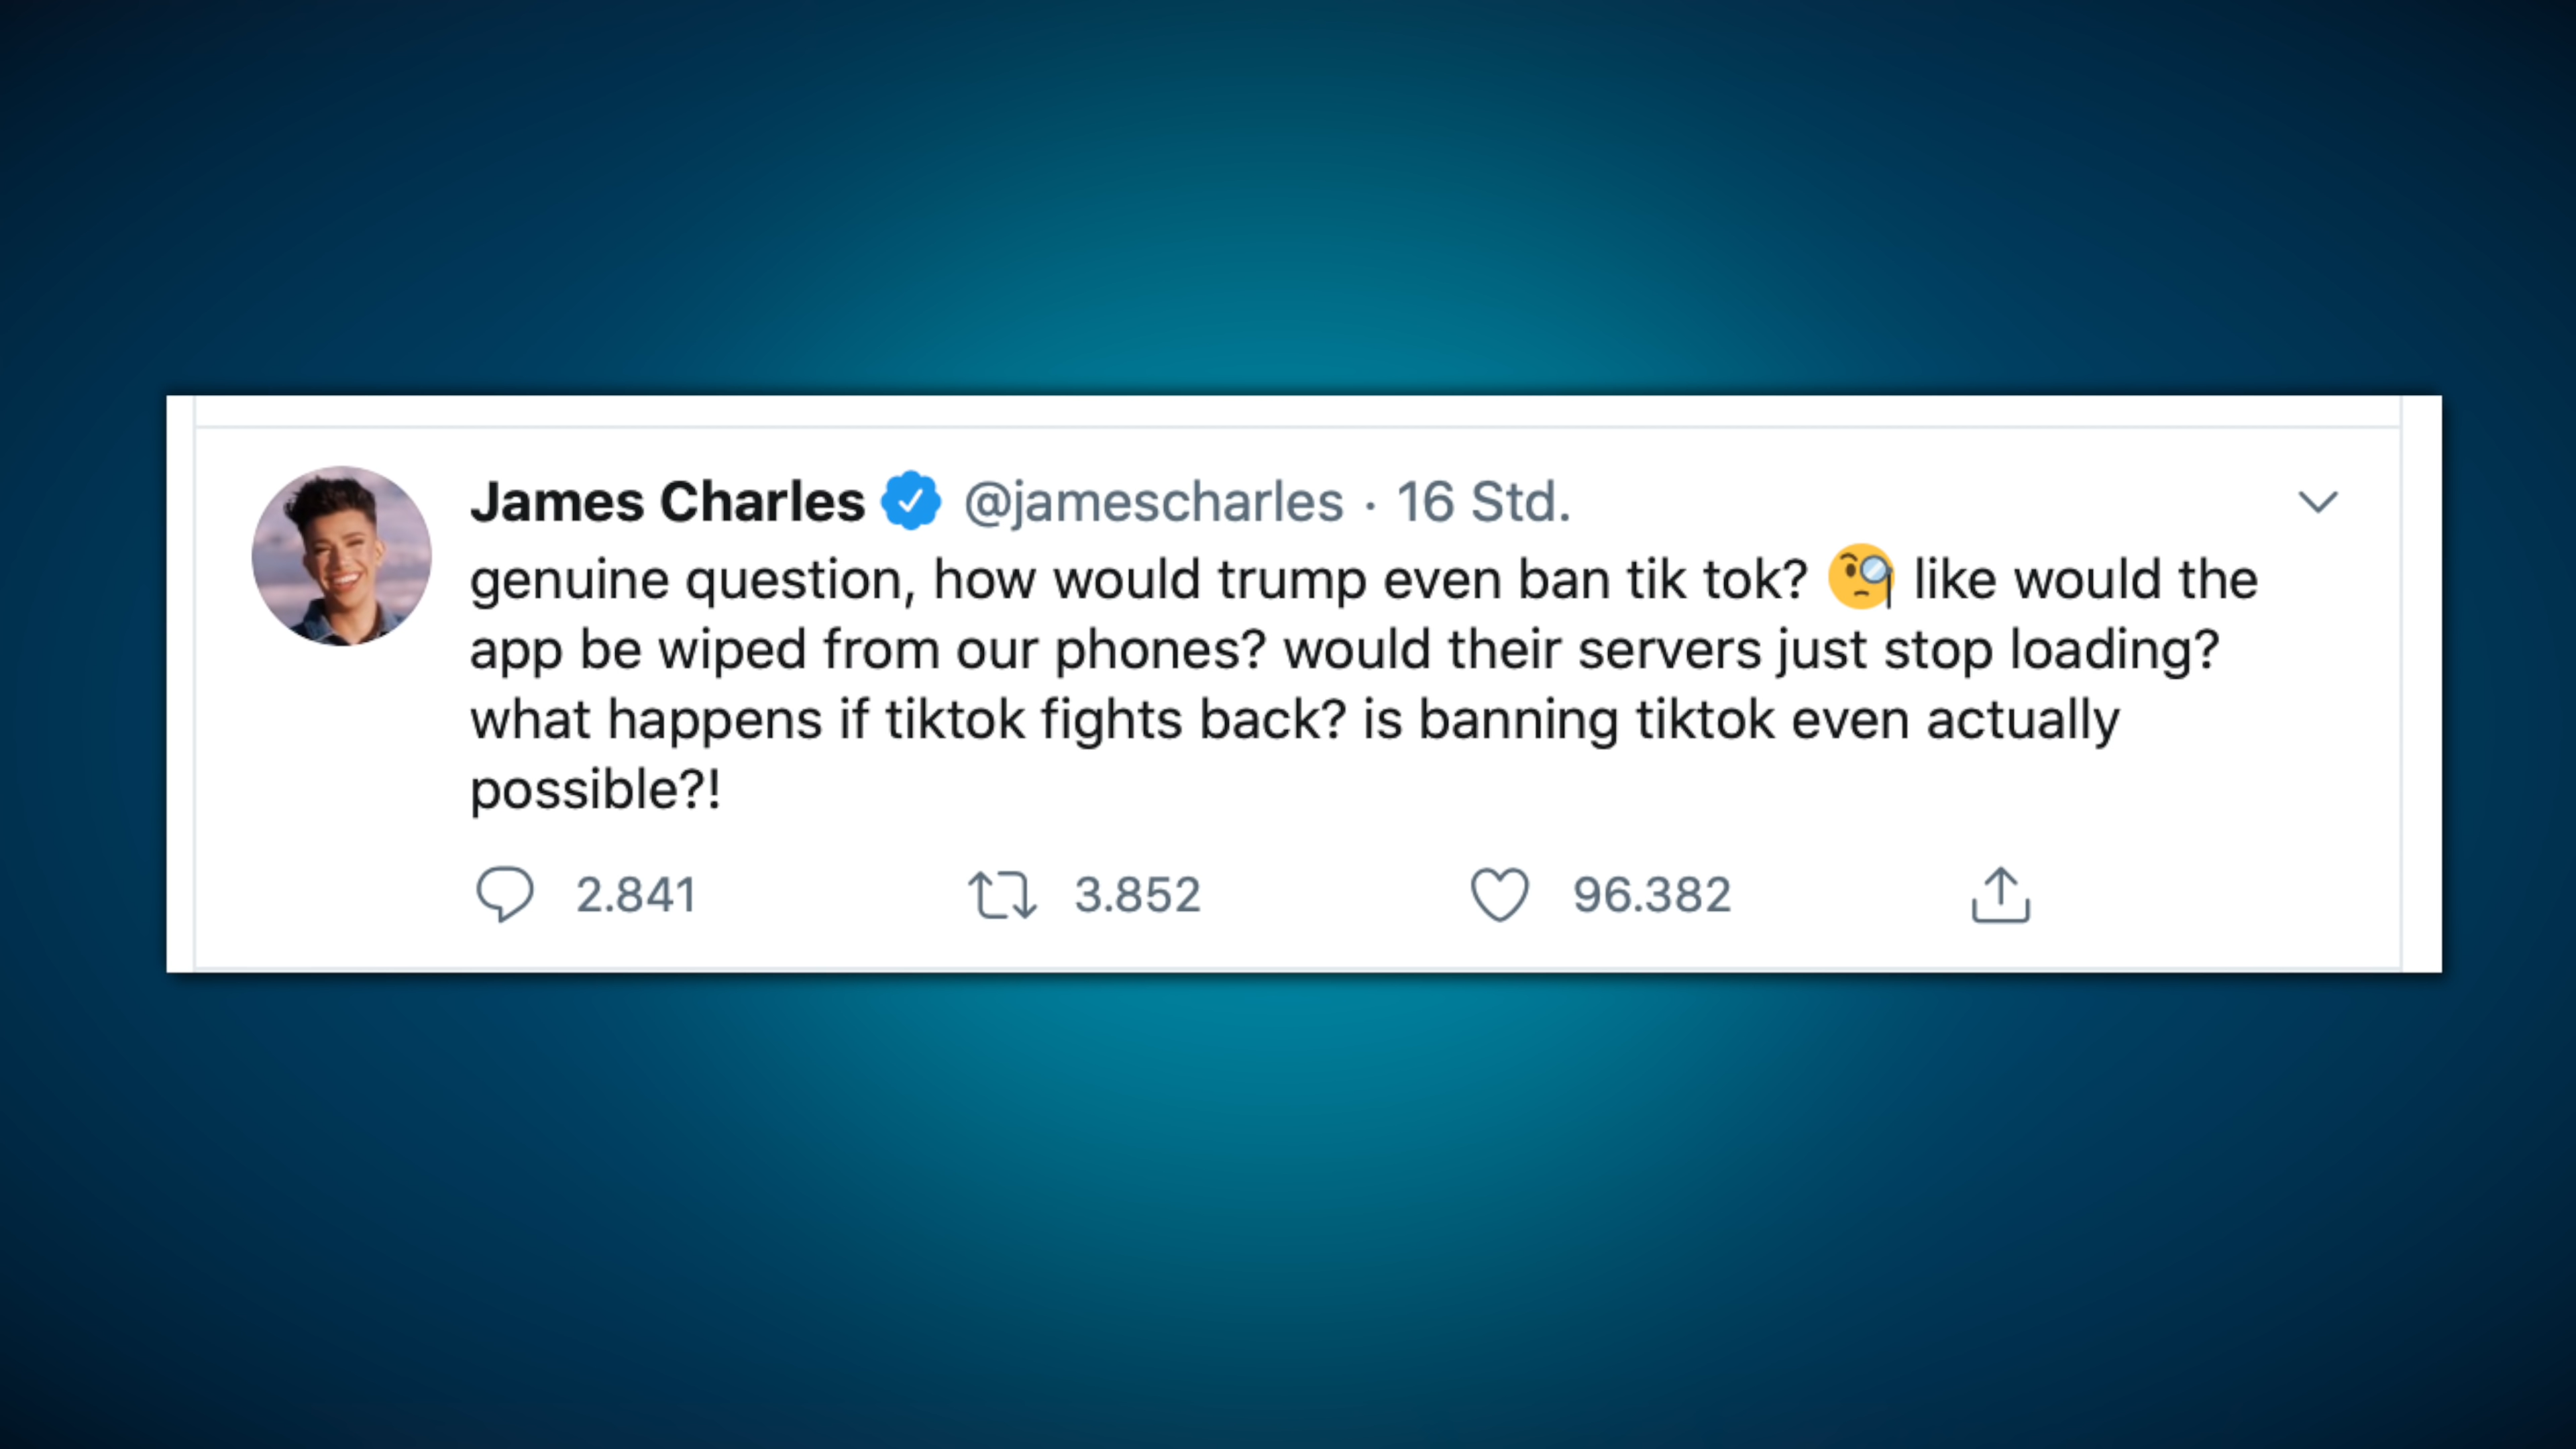 James Charles @jamescharles · 16 Std.
genuine question, how would trump even ban tik tok? 🧐 like would the
app be wiped from our phones? would their servers just stop loading?
what happens if tiktok fights back? is banning tiktok even actually
possible?!
2.841 3.852 96.382